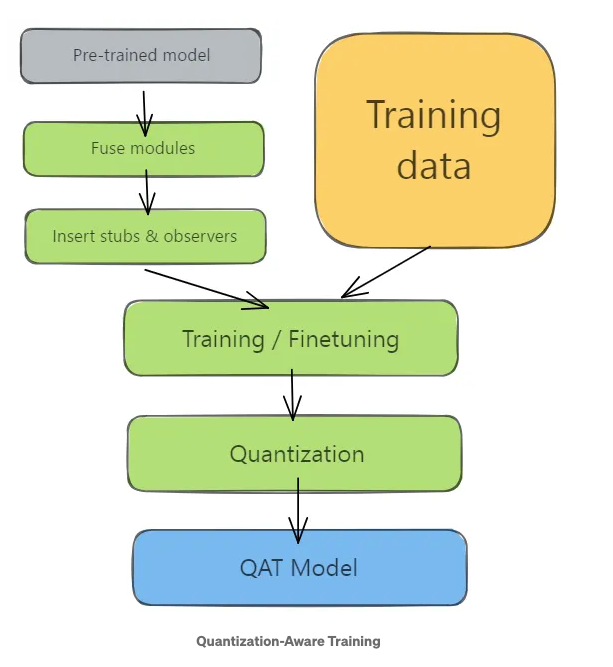 Pre-trained model
Training
data
Fuse modules
Insert stubs & observers
Training / Finetuning
Quantization
QAT Model
Quantization-Aware Training